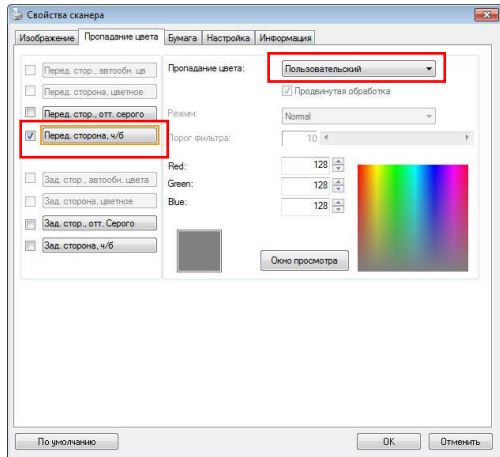 Свойства сканера
Изображение Пропадание цвета Бумага Настройка Информация
Перед. стор., автообн. цв
Перед. сторона, цветное
Перед. стор., отт. серого
Перед. сторона, ч/б
Зад. стор., автообн. цвета
Зад. сторона, цветное
Зад. стор., отт. Серого
Зад. сторона, ч/б
Пропадание цвета: Пользовательский
Продвинутая обработка
Режим: Normal
Порог фильтра: 10
Red: 128
Green: 128
Blue: 128
Окно просмотра
По умолчанию OK Отменить